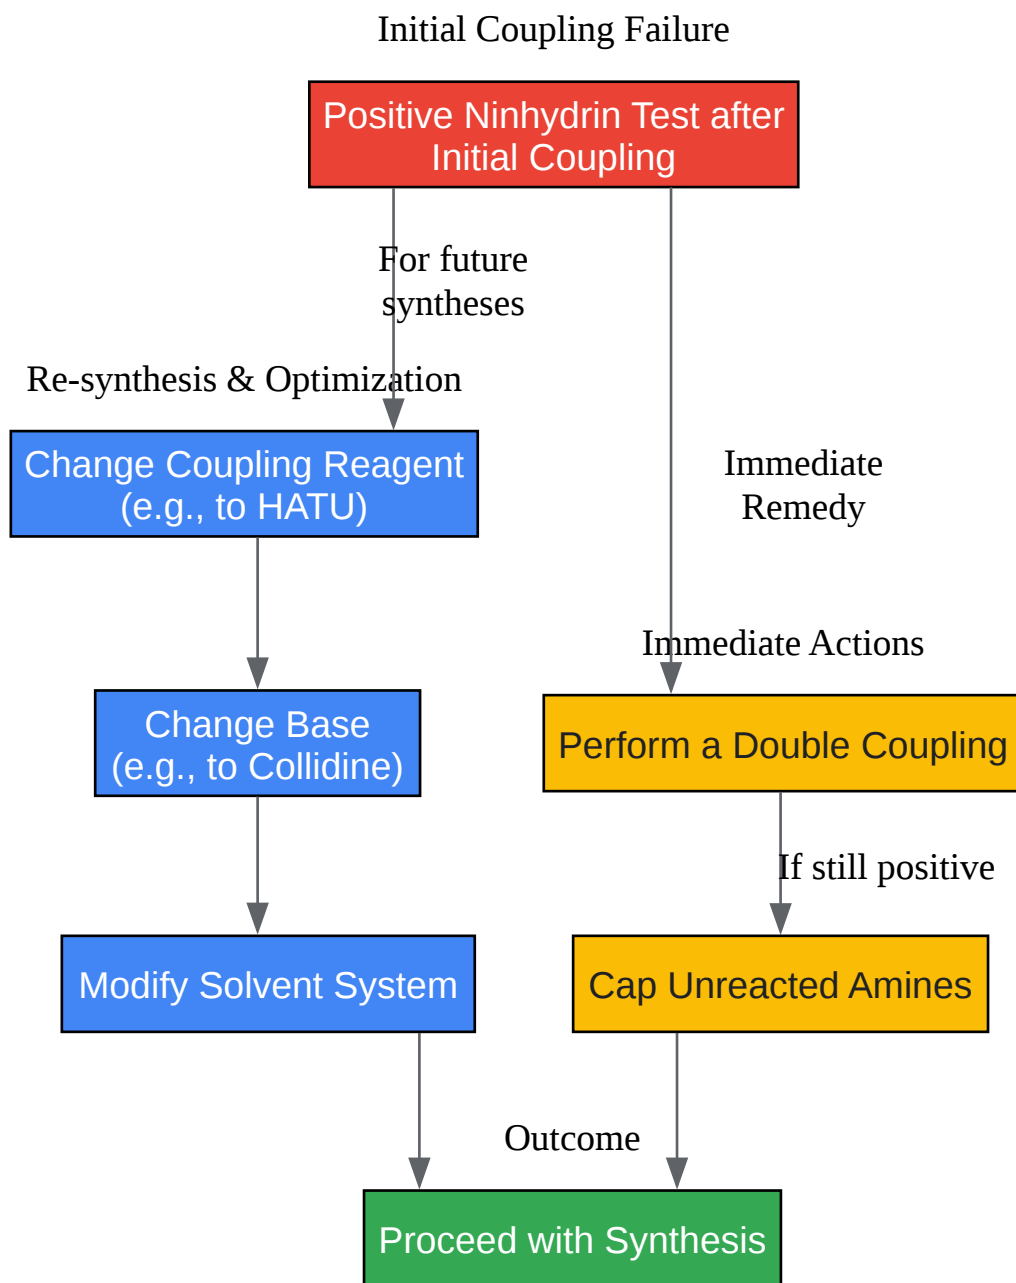 Initial Coupling Failure
Positive Ninhydrin Test after
Initial Coupling
For future
syntheses
Re-synthesis & Optimization
Change Coupling Reagent
(e.g., to HATU)
Immediate
Remedy
Immediate Actions
Change Base
(e.g., to Collidine)
Perform a Double Coupling
If still positive
Modify Solvent System
Cap Unreacted Amines
Outcome
Proceed with Synthesis